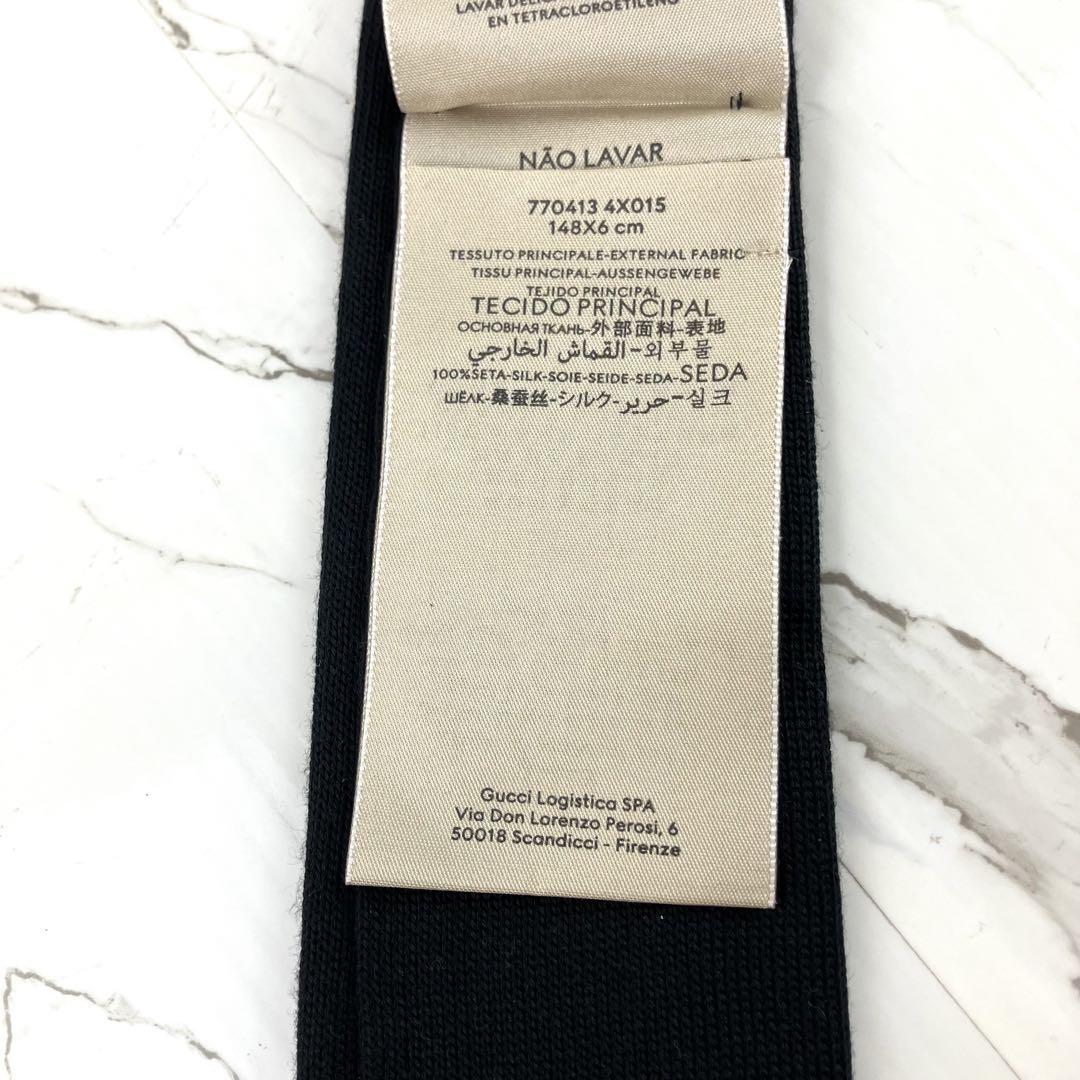 LAVAR
EN TETRACLOROETILENO
NÃO LAVAR
770413 4X015
148X6 cm
TESSUTO PRINCIPALE-EXTERNAL FABRIC
TISSU PRINCIPAL-AUSSENGEWEBE
TEJIDO PRINCIPAL
TECIDO PRINCIPAL
ОСНОВНАЯ ТКАНЬ-外部面料-表地
القماش الخارجي-외부물
100%SETA-SILK-SOIE-SEIDE-SEDA-SEDA
ШЁЛК-桑蚕丝-シルク-حرير-실크
Gucci Logistica SPA
Via Don Lorenzo Perosi, 6
50018 Scandicci - Firenze